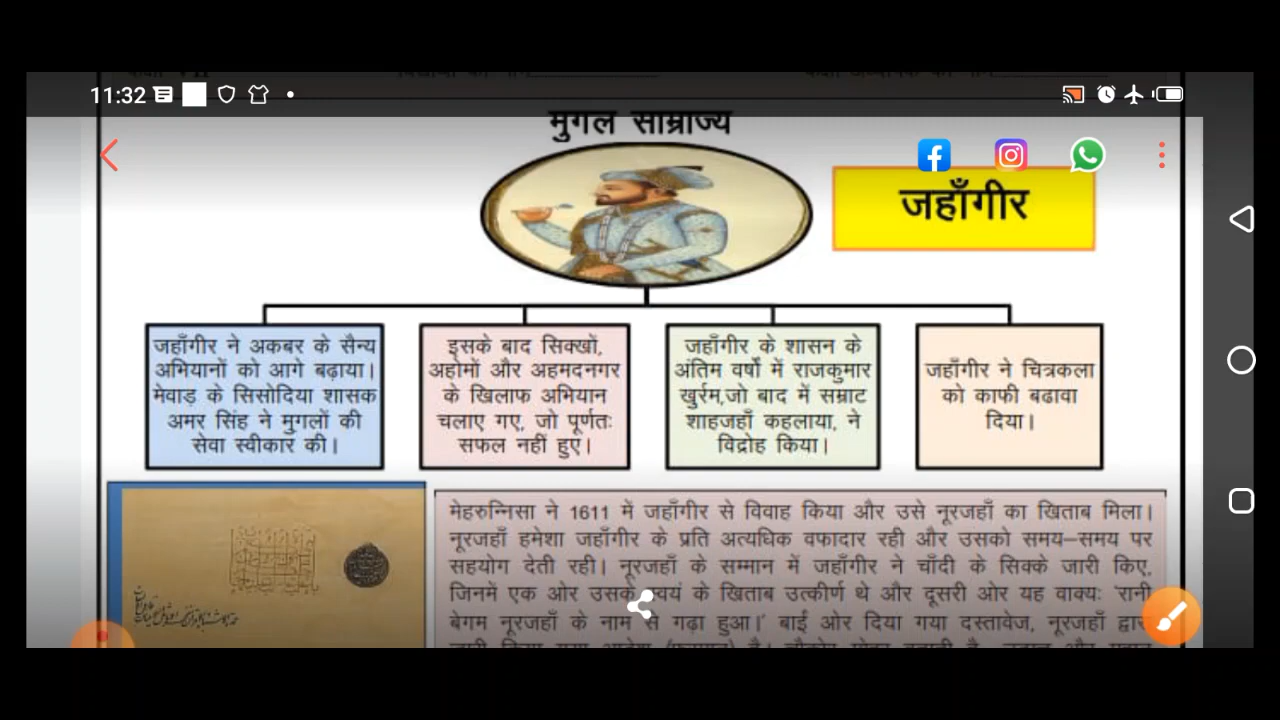 11:32
मुगल साम्राज्य
जहाँगीर
जहाँगीर ने अकबर के सैन्य
अभियानों को आगे बढ़ाया।
मेवाड़ के सिसोदिया शासक
अमर सिंह ने मुगलों की
सेवा स्वीकार की।
इसके बाद सिक्खों,
अहोमों और अहमदनगर
के खिलाफ अभियान
चलाए गए, जो पूर्णतः
सफल नहीं हुए।
जहाँगीर के शासन के
अंतिम वर्षों में राजकुमार
खुर्रम,जो बाद में सम्राट
शाहजहाँ कहलाया, ने
विद्रोह किया।
जहाँगीर ने चित्रकला
को काफी बढावा
दिया।
मेहरुन्निसा ने 1611 में जहाँगीर से विवाह किया और उसे नूरजहाँ का खिताब मिला।
नूरजहाँ हमेशा जहाँगीर के प्रति अत्यधिक वफादार रही और उसको समय–समय पर
सहयोग देती रही। नूरजहाँ के सम्मान में जहाँगीर ने चाँदी के सिक्के जारी किए,
जिनमें एक ओर उसके स्वयं के खिताब उत्कीर्ण थे और दूसरी ओर यह वाक्यः 'रानी
बेगम नूरजहाँ के नाम से गढ़ा हुआ।' बाईं ओर दिया गया दस्तावेज, नूरजहाँ द्वारा